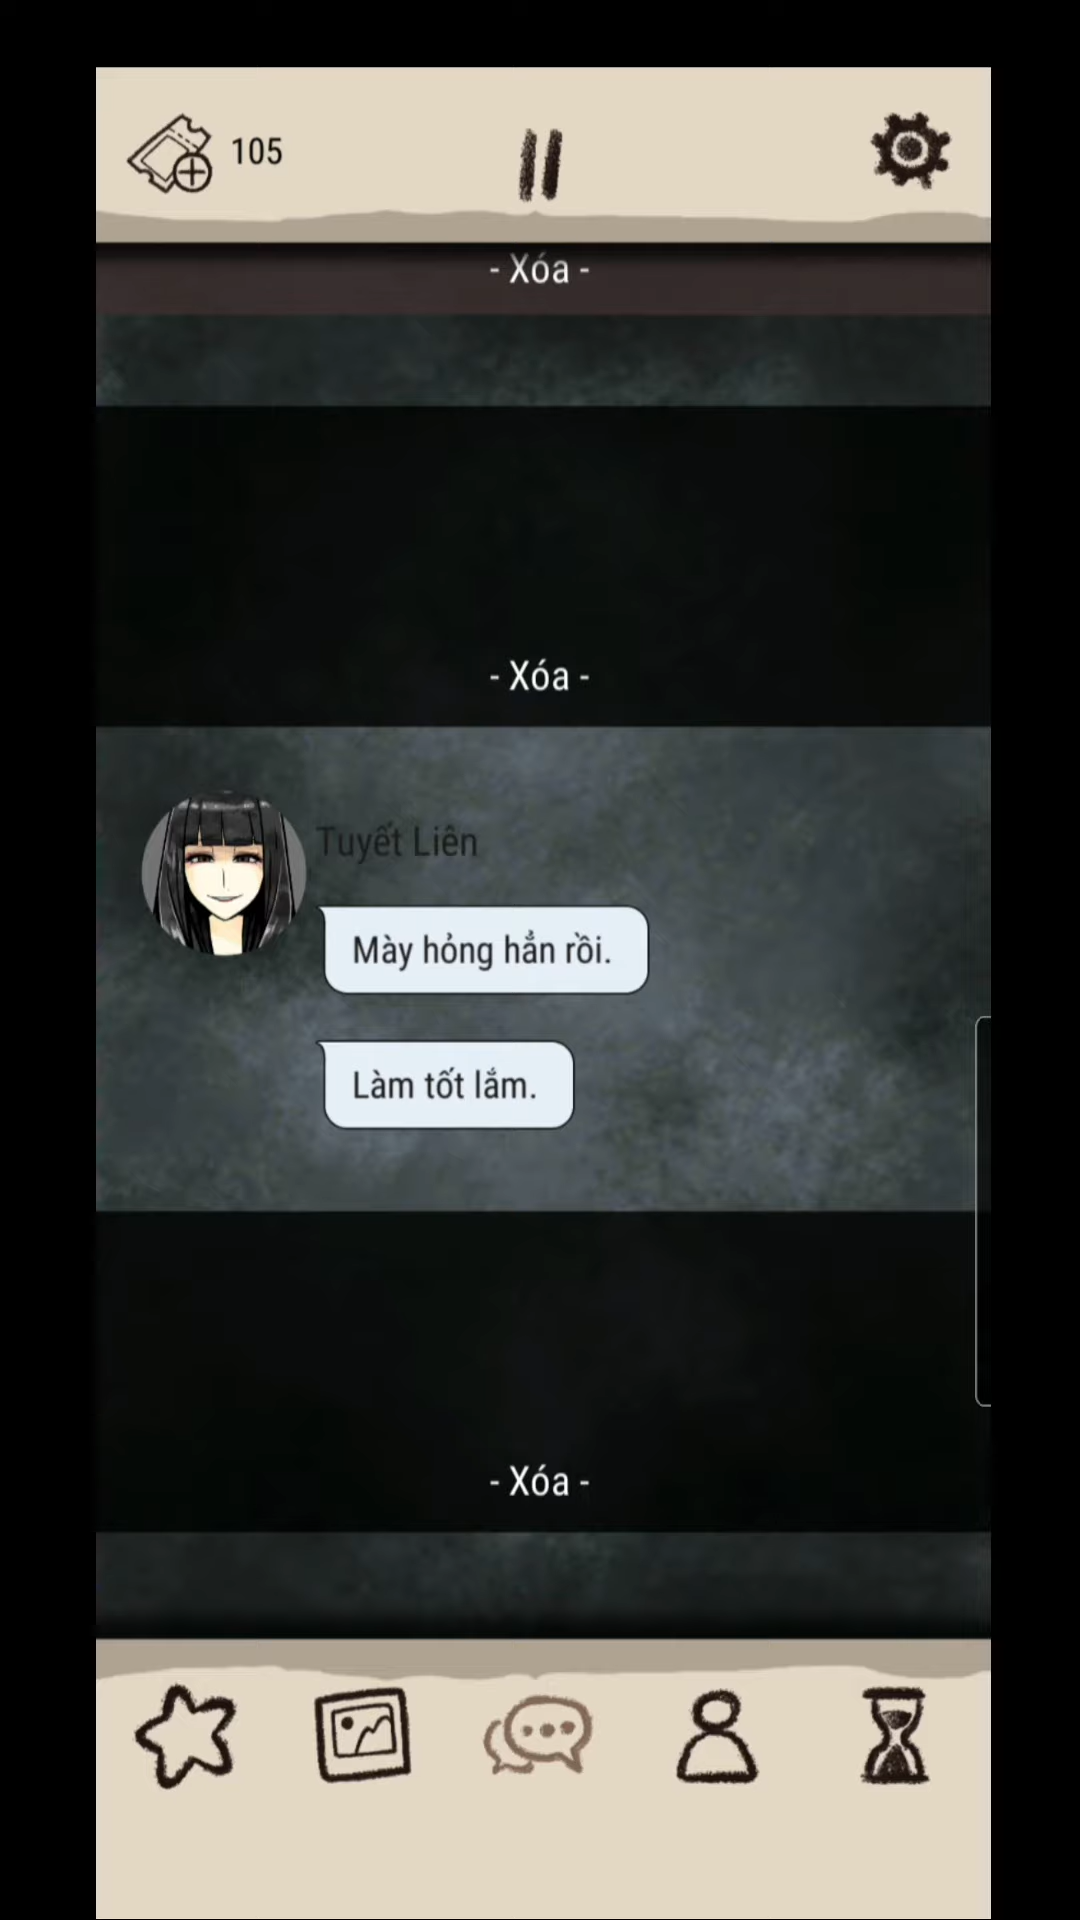 105
- Xóa -
- Xóa -
Tuyết Liên
Mày hỏng hẳn rồi.
Làm tốt lắm.
- Xóa -